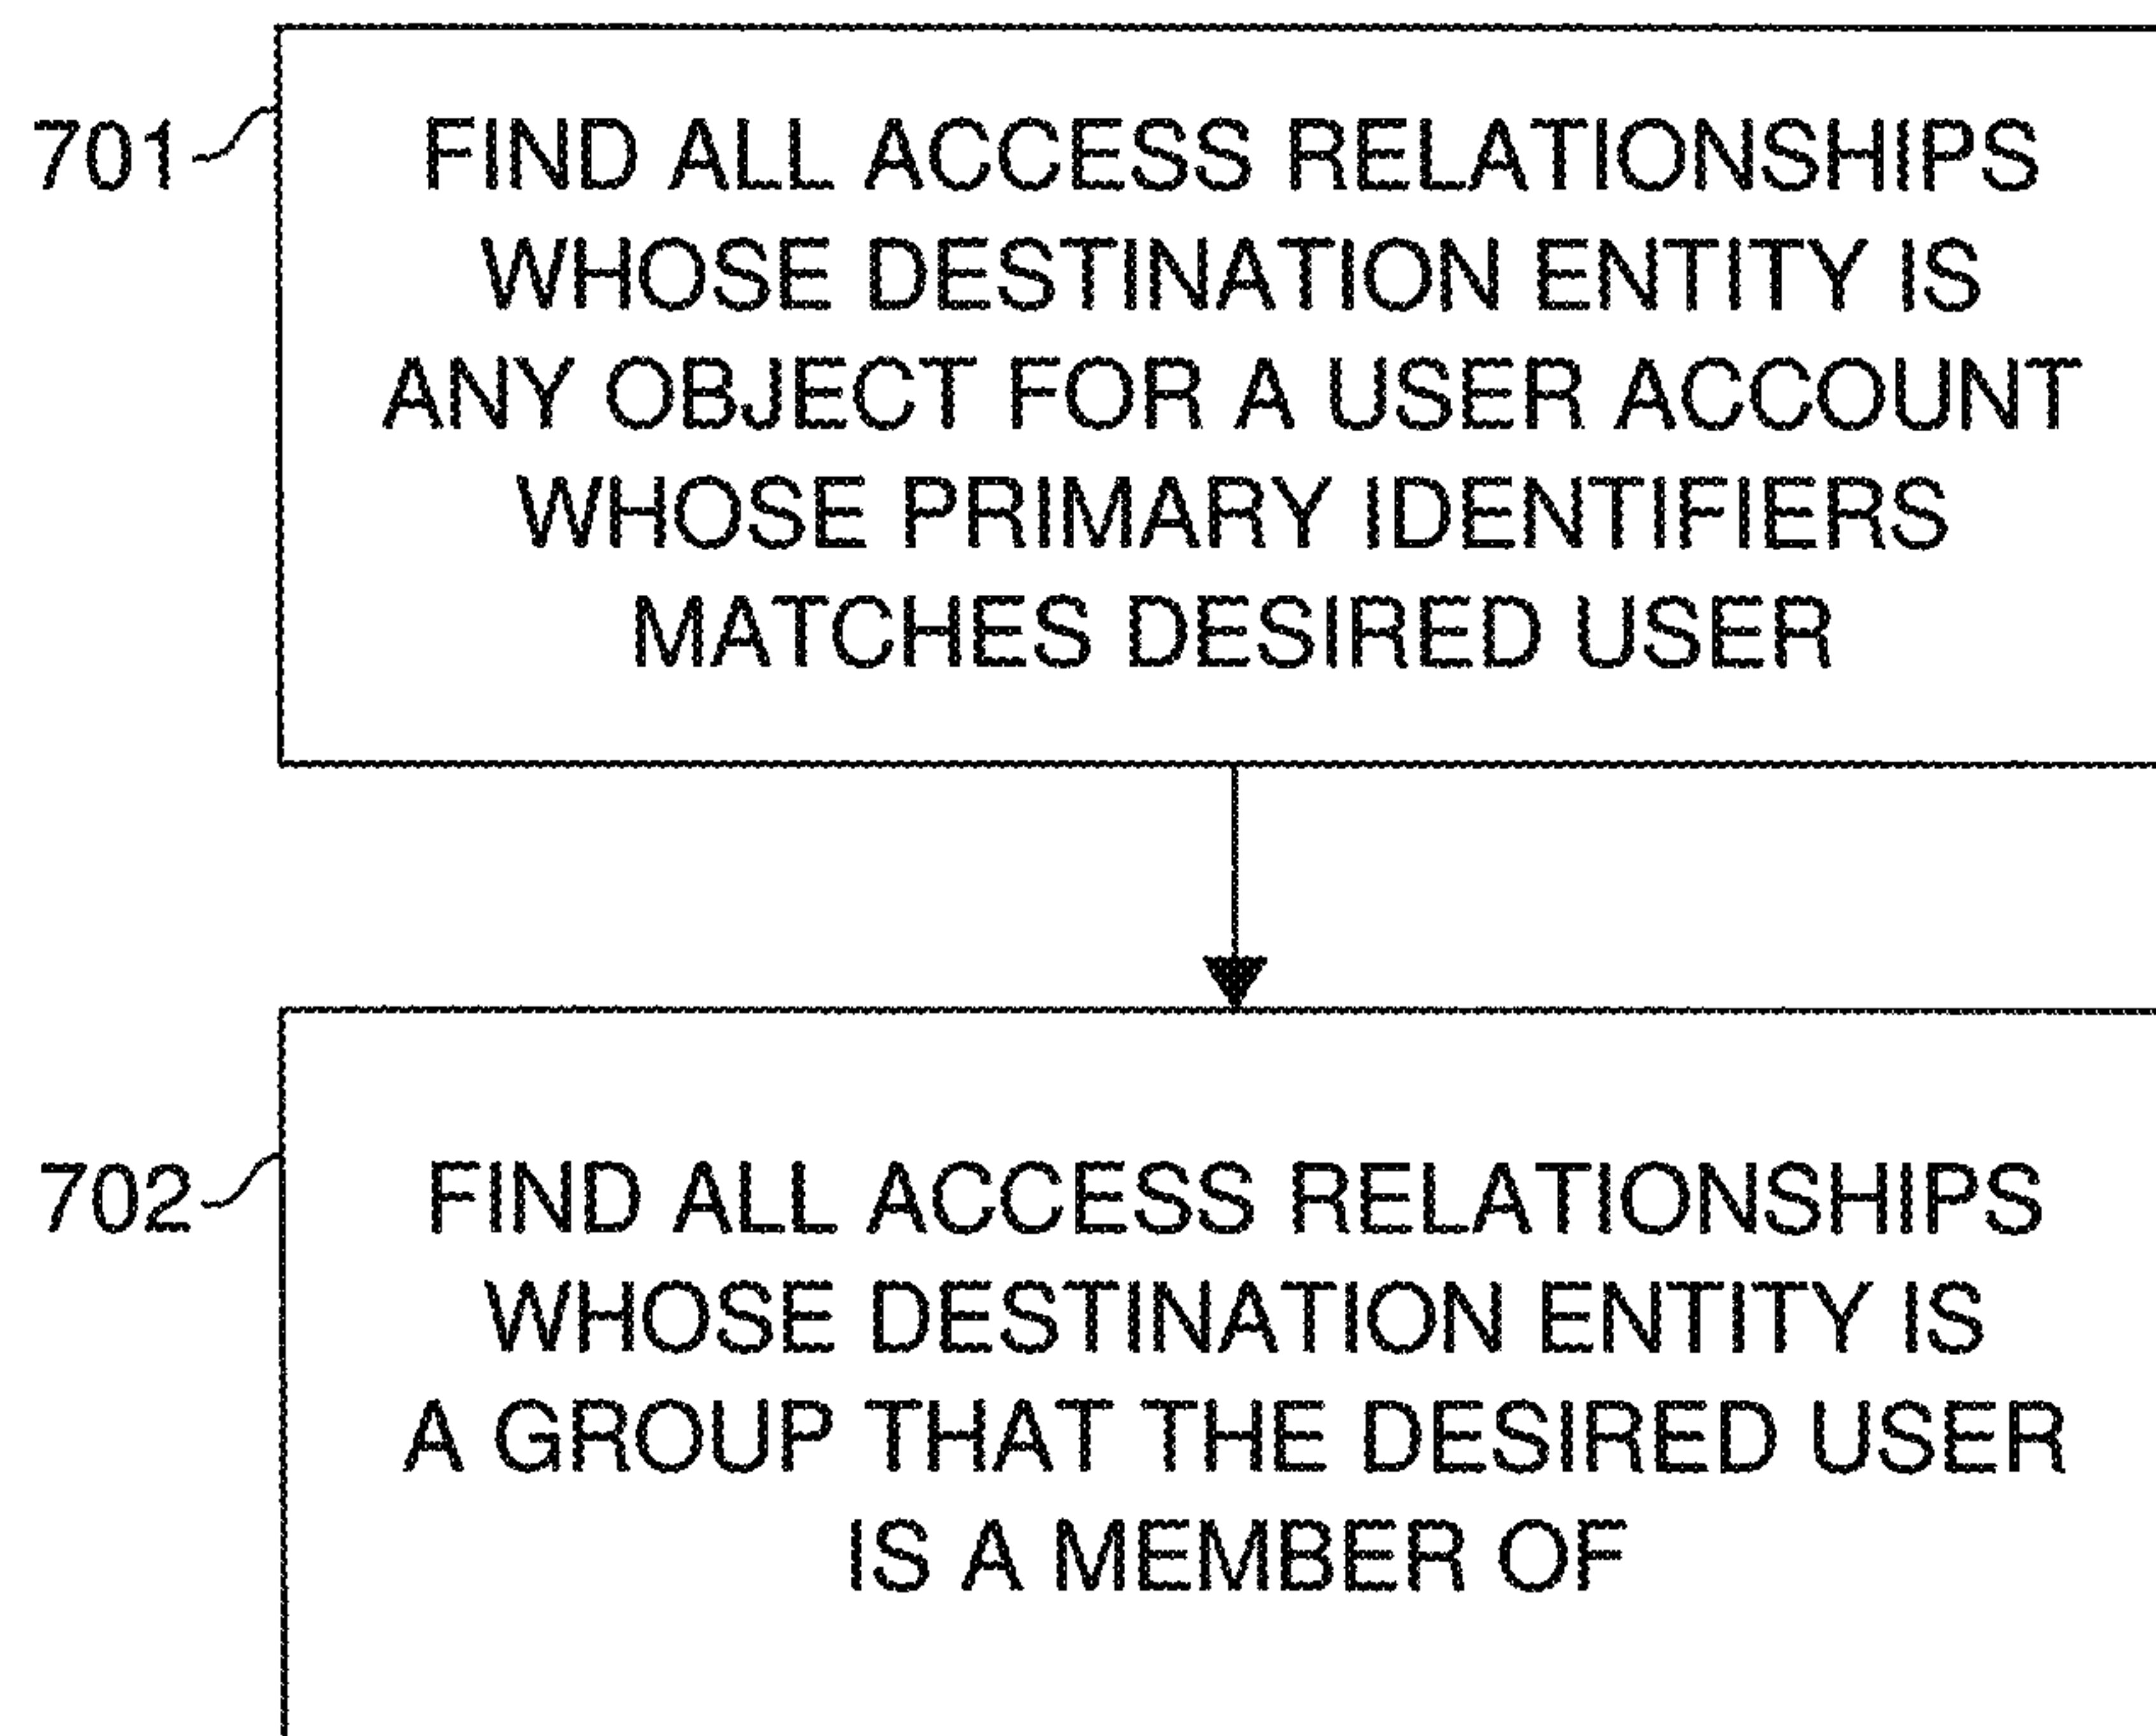 701
FIND ALL ACCESS RELATIONSHIPS
WHOSE DESTINATION ENTITY IS
ANY OBJECT FOR A USER ACCOUNT
WHOSE PRIMARY IDENTIFIERS
MATCHES DESIRED USER
702
FIND ALL ACCESS RELATIONSHIPS
WHOSE DESTINATION ENTITY IS
A GROUP THAT THE DESIRED USER
IS A MEMBER OF